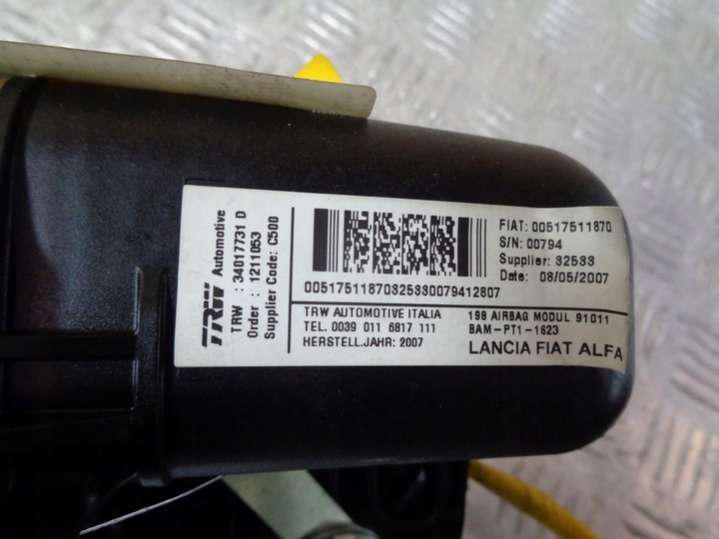 TRW Automotive
TRW : 34017731 D
Order : 1211053
Supplier Code: C500
FIAT: 00517511870
S/N: 00794
Supplier: 32533
Date: 08/05/2007
0051751187032533007941 2807
TRW AUTOMOTIVE ITALIA
TEL. 0039 011 6817 111
HERSTELL.JAHR: 2007
198 AIRBAG MODUL 91011
BAM-PT1-1623
LANCIA FIAT ALFA